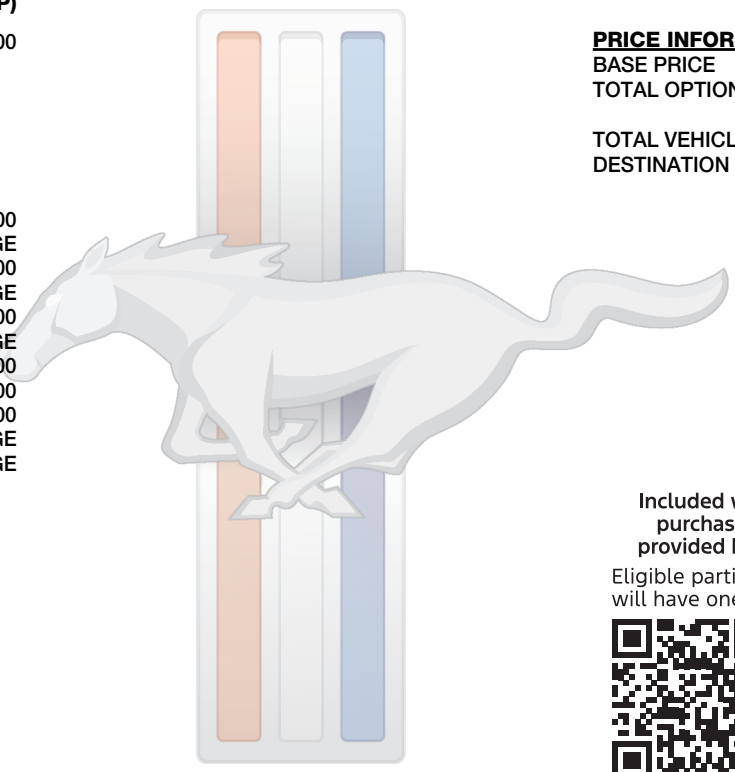 P)
00
00
GE
00
GE
00
GE
00
00
00
GE
GE
PRICE INFOR
BASE PRICE
TOTAL OPTION
TOTAL VEHICL
DESTINATION
Included w
purchas
provided b
Eligible parti
will have one